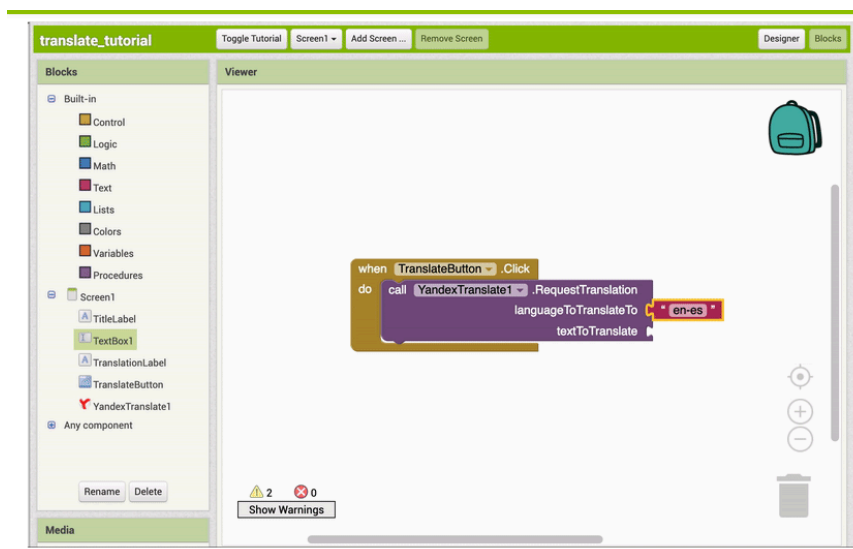 translate_tutorial
Toggle Tutorial Screen1 Add Screen ... Remove Screen Designer Blocks
Blocks
Viewer
Built-in
Control
Logic
Math
Text
Lists
Colors
Variables
Procedures
Screen1
TitleLabel
TextBox1
TranslationLabel
TranslateButton
YandexTranslate1
Any component
Rename Delete
Media
when TranslateButton .Click
do call YandexTranslate1 .RequestTranslation
languageToTranslateTo " en-es "
textToTranslate
2 0
Show Warnings